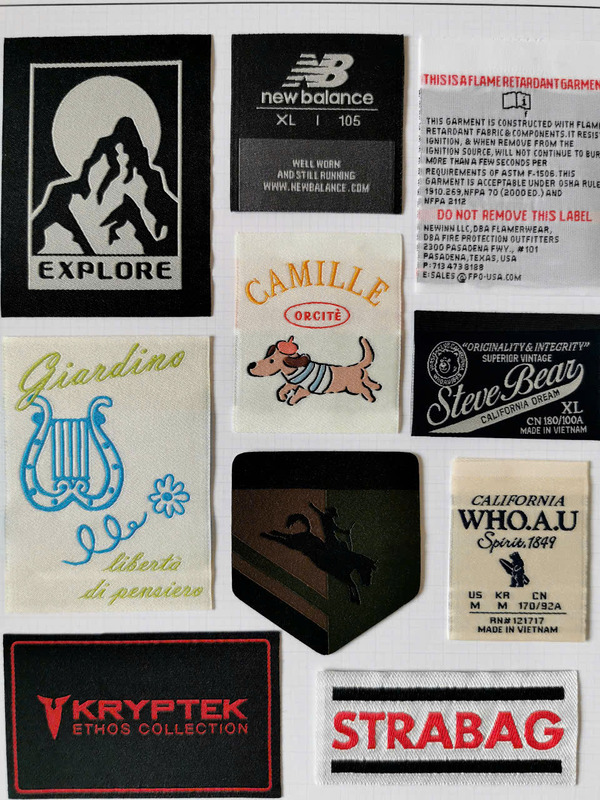 EXPLORE
new balance
XL | 105
WELL WORN
AND STILL RUNNING
WWW.NEWBALANCE.COM
THIS IS A FLAME RETARDANT GARMEN
THIS GARMENT IS CONSTRUCTED WITH FLAM
RETARDANT FABRIC & COMPONENTS. IT RESIS
IGNITION, & WHEN REMOVE FROM THE
IGNITION SOURCE, WILL NOT CONTINUE TO BUR
MORE THAN A FEW SECONDS PER
REQUIREMENTS OF ASTM F-1506. THIS
GARMENT IS ACCEPTABLE UNDER OSHA RULE
1910.269, NFPA 70 (2000 ED.) AND
NFPA 2112
DO NOT REMOVE THIS LABEL
NEWINN LLC, DBA FLAMERWEAR,
DBA FIRE PROTECTION OUTFITTERS
2300 PASADENA FWY., #101
PASADENA, TEXAS, USA
P: 713 473 8188
E: SALES @ FPO-USA.COM
CAMILLE
ORCITÈ
"ORIGINALITY & INTEGRITY"
SUPERIOR VINTAGE
Steve Bear
CALIFORNIA DREAM
XL
CN 180/100A
MADE IN VIETNAM
Giardino
libertà
di pensiero
CALIFORNIA
WHO.A.U
Spirit, 1849
US KR CN
M M 170/92A
RN# 121717
MADE IN VIETNAM
KRYPTEK
ETHOS COLLECTION
STRABAG